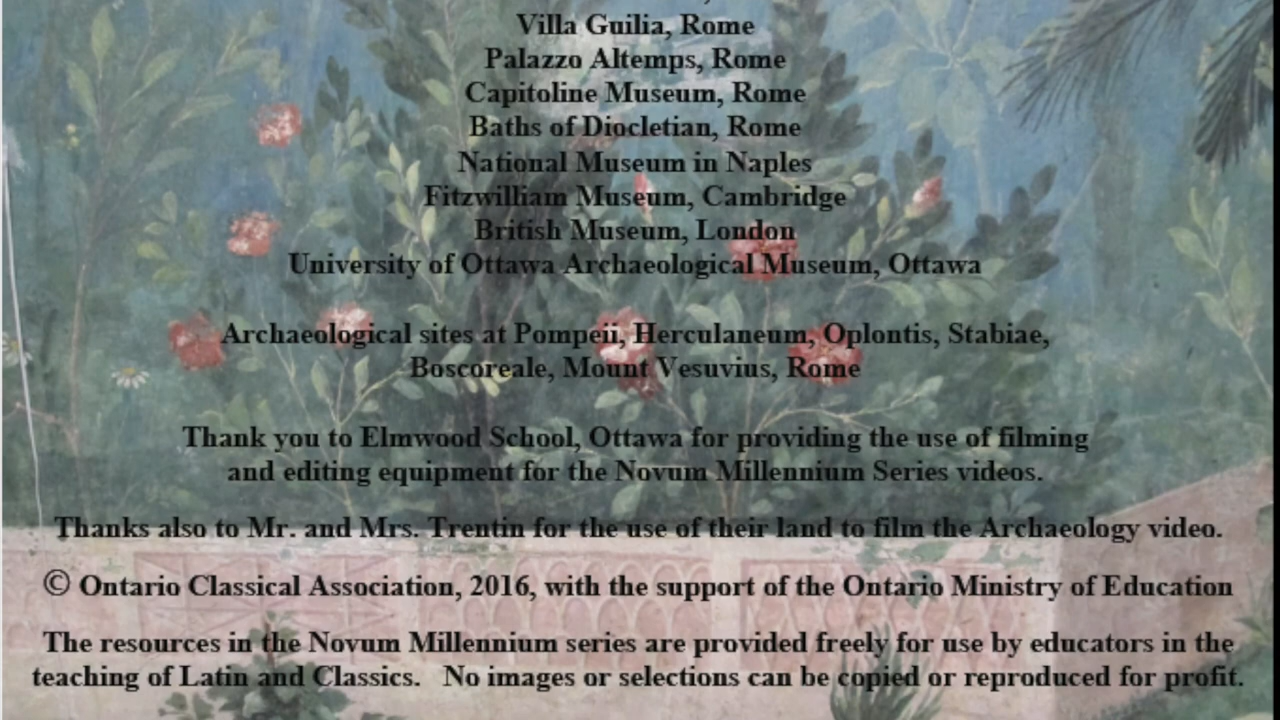 Villa Guilia, Rome
Palazzo Altemps, Rome
Capitoline Museum, Rome
Baths of Diocletian, Rome
National Museum in Naples
Fitzwilliam Museum, Cambridge
British Museum, London
University of Ottawa Archaeological Museum, Ottawa
Archaeological sites at Pompeii, Herculaneum, Oplontis, Stabiae,
Boscoreale, Mount Vesuvius, Rome
Thank you to Elmwood School, Ottawa for providing the use of filming
and editing equipment for the Novum Millennium Series videos.
Thanks also to Mr. and Mrs. Trentin for the use of their land to film the Archaeology video.
© Ontario Classical Association, 2016, with the support of the Ontario Ministry of Education
The resources in the Novum Millennium series are provided freely for use by educators in the
teaching of Latin and Classics. No images or selections can be copied or reproduced for profit.